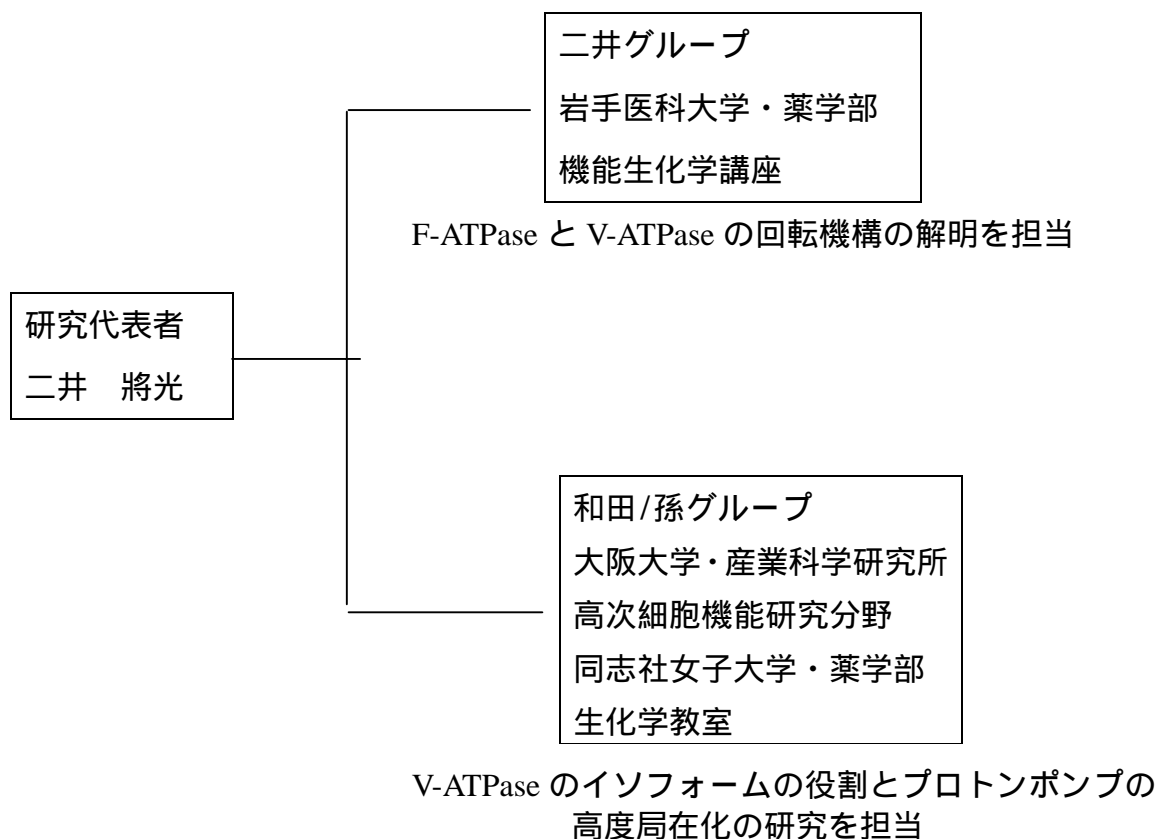 二井グループ
岩手医科大学・薬学部
機能生化学講座
F-ATPase と V-ATPase の回転機構の解明を担当
研究代表者
二井　將光
和田/孫グループ
大阪大学・産業科学研究所
高次細胞機能研究分野
同志社女子大学・薬学部
生化学教室
V-ATPase のイソフォームの役割とプロトンポンプの
高度局在化の研究を担当